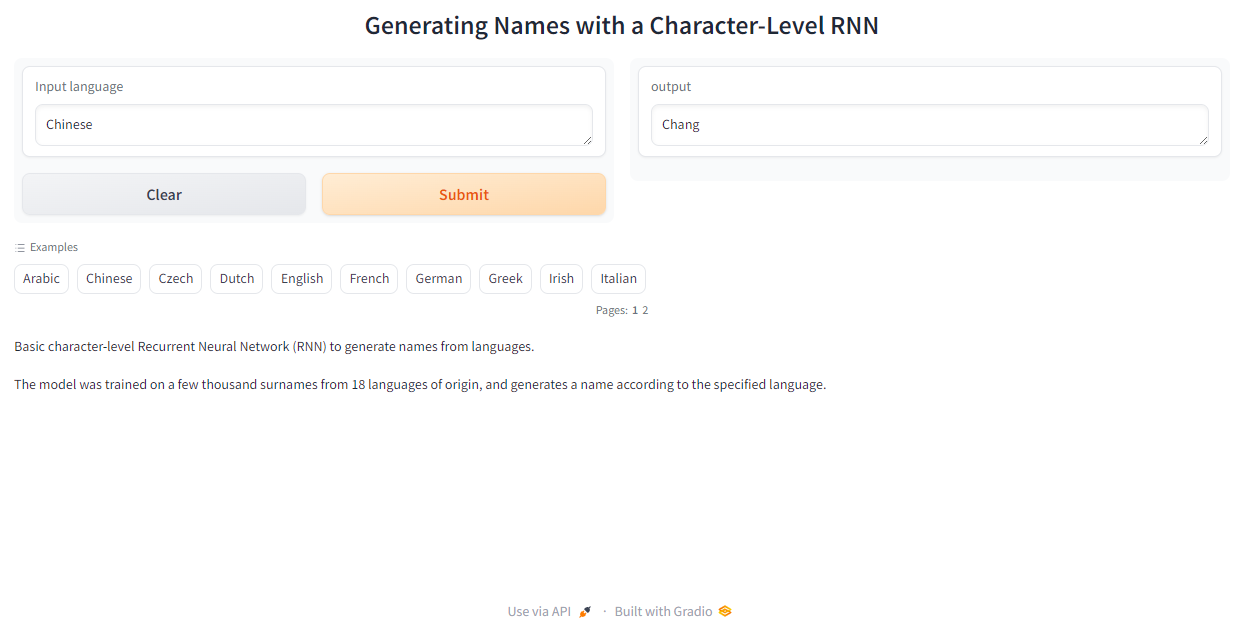 Generating Names with a Character-Level RNN
Input language
Chinese
Clear
Submit
output
Chang
Examples
Arabic Chinese Czech Dutch English French German Greek Irish Italian
Pages: 1 2
Basic character-level Recurrent Neural Network (RNN) to generate names from languages.
The model was trained on a few thousand surnames from 18 languages of origin, and generates a name according to the specified language.
Use via API · Built with Gradio